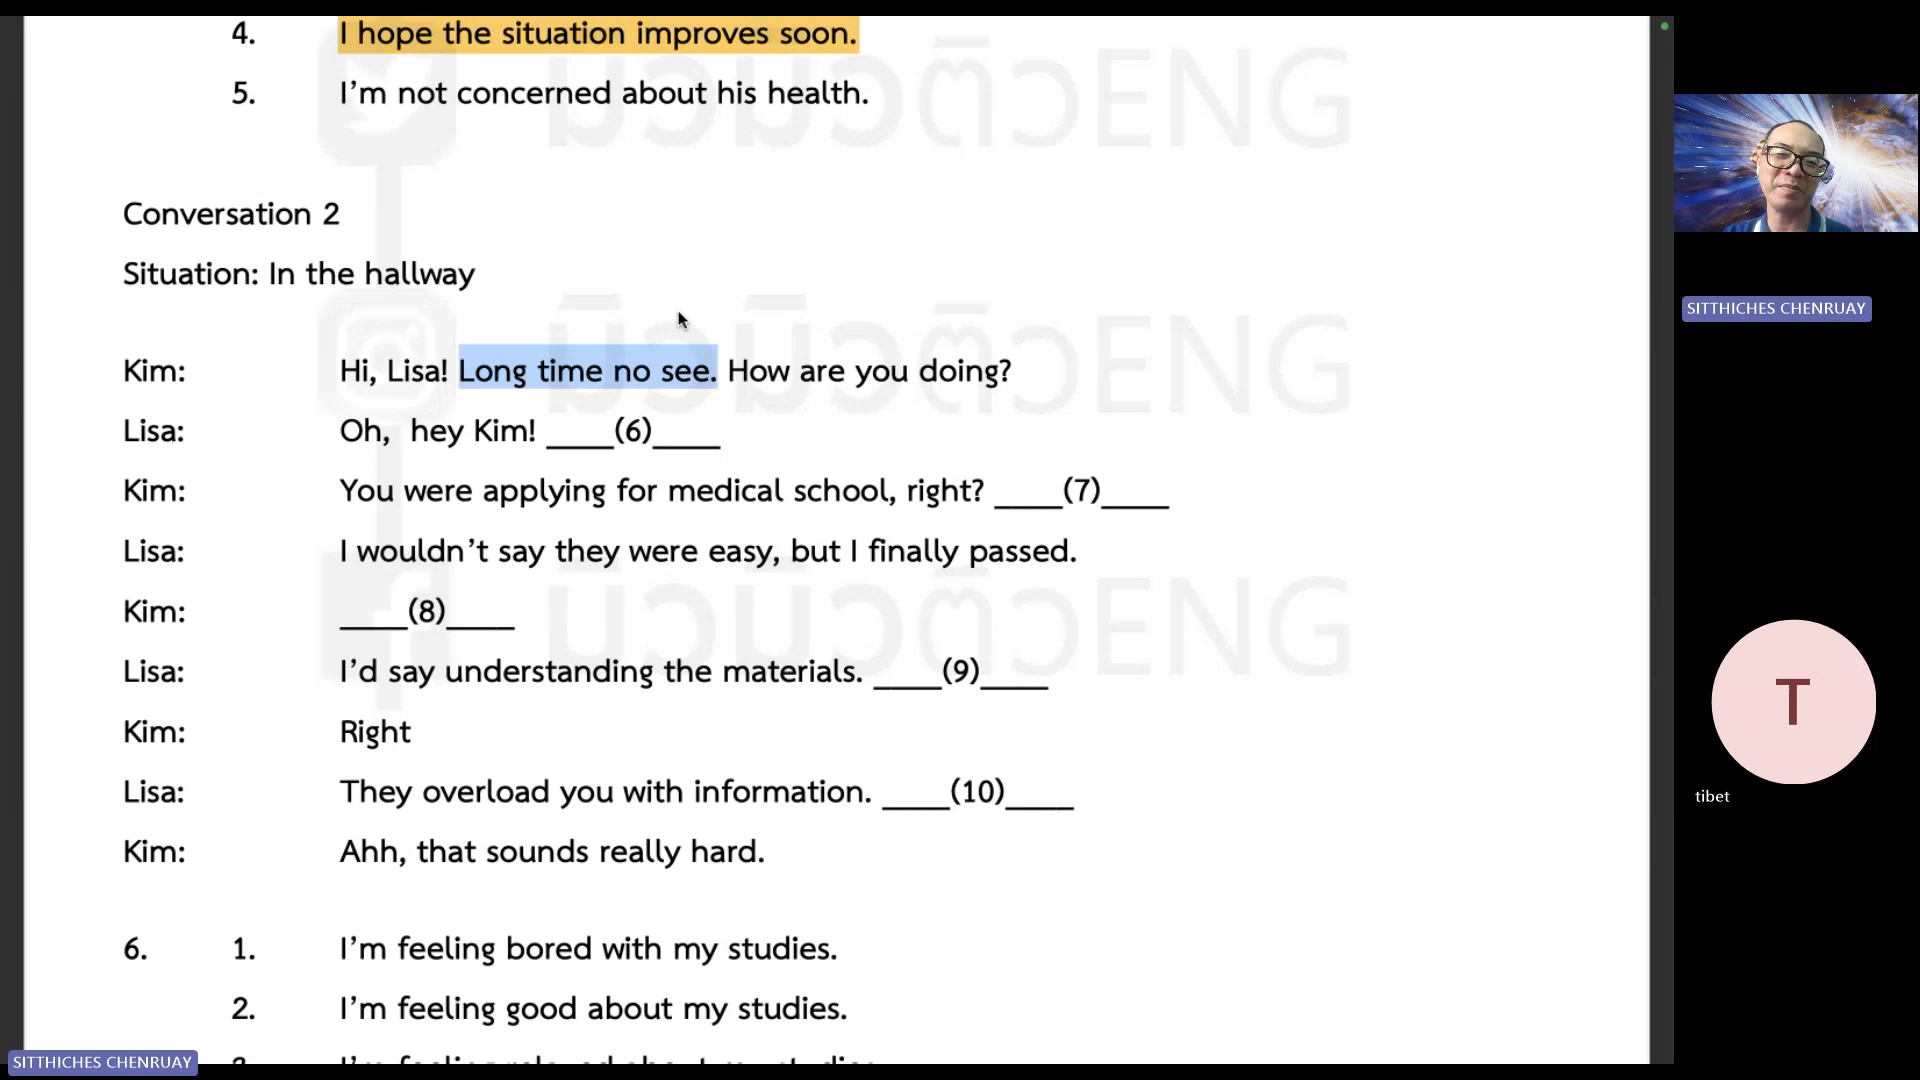 4. I hope the situation improves soon.
5. I'm not concerned about his health.
Conversation 2
Situation: In the hallway
Kim: Hi, Lisa! Long time no see. How are you doing?
Lisa: Oh, hey Kim! ____(6)____
Kim: You were applying for medical school, right? ____(7)____
Lisa: I wouldn't say they were easy, but I finally passed.
Kim: ____(8)____
Lisa: I'd say understanding the materials. ____(9)____
Kim: Right
Lisa: They overload you with information. ____(10)____
Kim: Ahh, that sounds really hard.
6. 1. I'm feeling bored with my studies.
2. I'm feeling good about my studies.
SITTHICHES CHENRUAY
SITTHICHES CHENRUAY
T
tibet